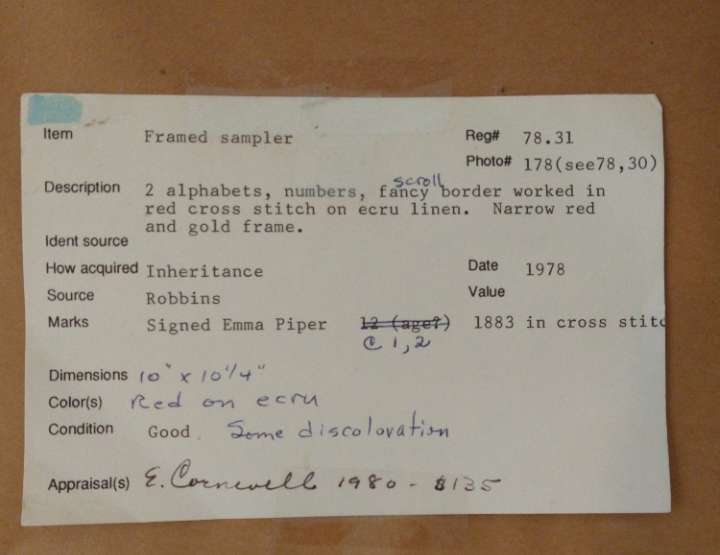 Item Framed sampler Reg# 78.31
Photo# 178(see78,30)
scroll
Description 2 alphabets, numbers, fancy border worked in
red cross stitch on ecru linen. Narrow red
and gold frame.
Ident source
How acquired Inheritance Date 1978
Source Robbins Value
Marks Signed Emma Piper 12 (age?) 1883 in cross stitc
@ 1,2
Dimensions 10" x 10 1/4"
Color(s) Red on ecru
Condition Good. Some discoloration
Appraisal(s) E. Cornwell 1980 - $135